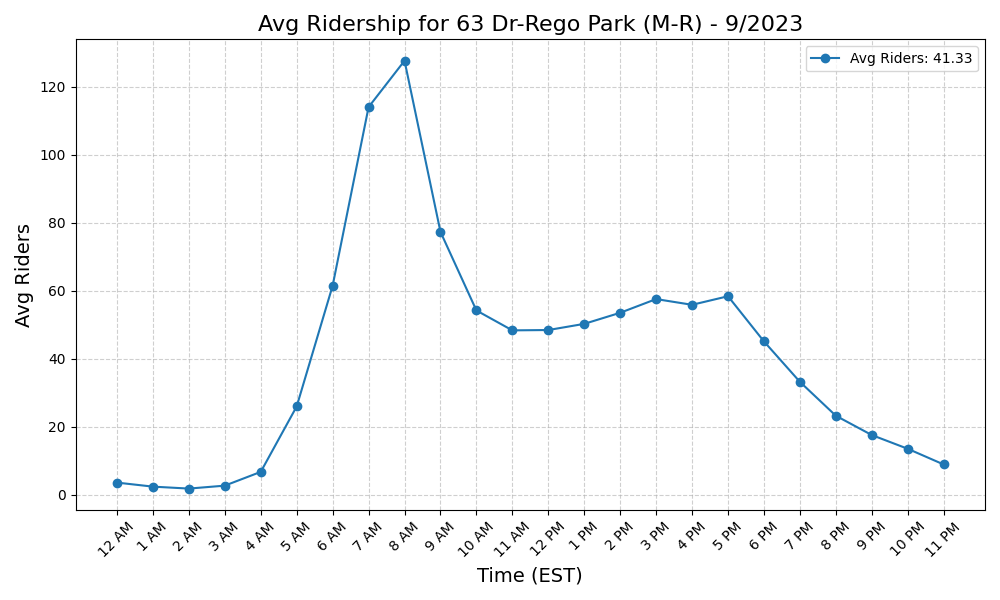 Avg Ridership for 63 Dr-Rego Park (M-R) - 9/2023
Avg Riders: 41.33
Avg Riders
120
100
80
60
40
20
0
12 AM
1 AM
2 AM
3 AM
4 AM
5 AM
6 AM
7 AM
8 AM
9 AM
10 AM
11 AM
12 PM
1 PM
2 PM
3 PM
4 PM
5 PM
6 PM
7 PM
8 PM
9 PM
10 PM
11 PM
Time (EST)